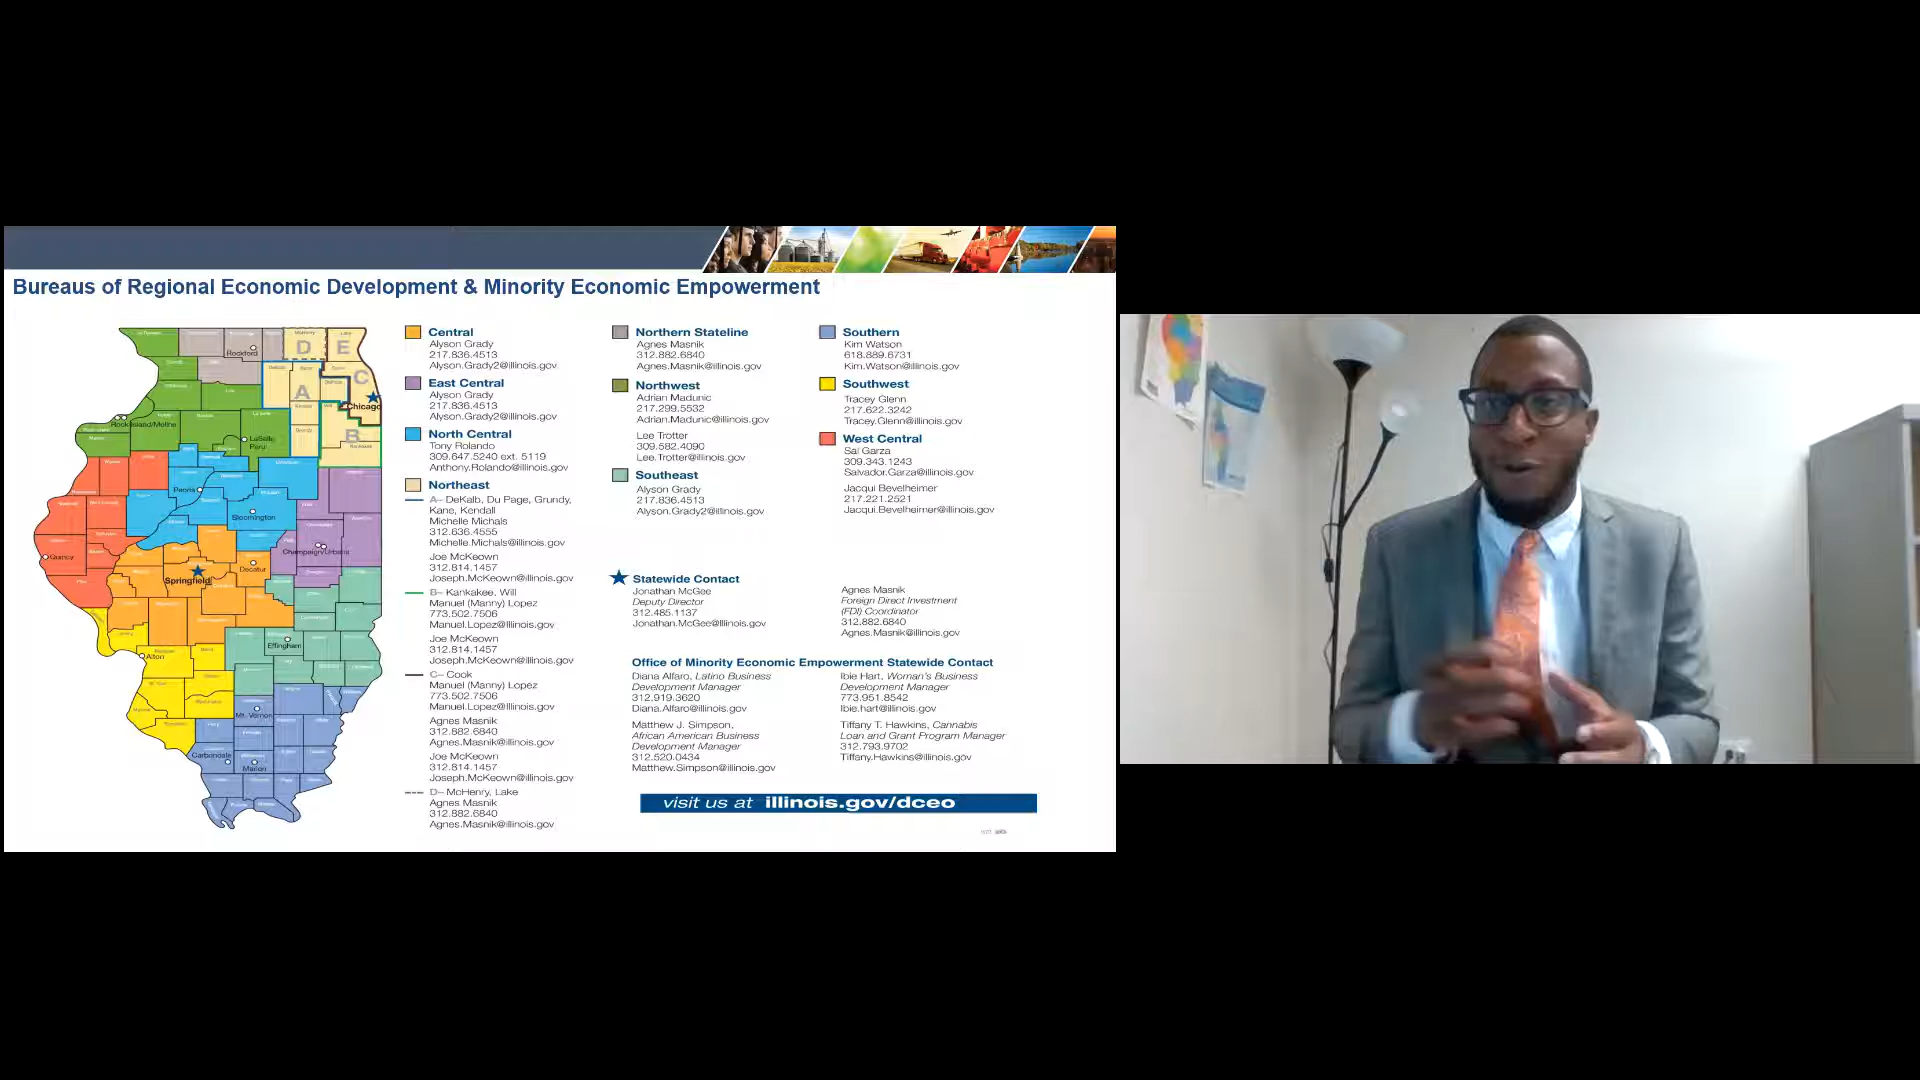 Bureaus of Regional Economic Development & Minority Economic Empowerment
D
E
Rockford
A
C
Chicago
Rock Island/Moline
LaSalle
Peru
B
Peoria
Bloomington
Quincy
Champaign/Urbana
Springfield
Decatur
Effingham
Alton
Mt. Vernon
Carbondale
Marion
Central
Alyson Grady
217.836.4513
Alyson.Grady2@illinois.gov
East Central
Alyson Grady
217.836.4513
Alyson.Grady2@illinois.gov
North Central
Tony Rolando
309.647.5240 ext. 5119
Anthony.Rolando@illinois.gov
Northeast
A– DeKalb, Du Page, Grundy,
Kane, Kendall
Michelle Michals
312.636.4555
Michelle.Michals@illinois.gov
Joe McKeown
312.814.1457
Joseph.McKeown@illinois.gov
B– Kankakee, Will
Manuel (Manny) Lopez
773.502.7506
Manuel.Lopez@Illinois.gov
Joe McKeown
312.814.1457
Joseph.McKeown@illinois.gov
C– Cook
Manuel (Manny) Lopez
773.502.7506
Manuel.Lopez@Illinois.gov
Agnes Masnik
312.882.6840
Agnes.Masnik@illinois.gov
Joe McKeown
312.814.1457
Joseph.McKeown@illinois.gov
D– McHenry, Lake
Agnes Masnik
312.882.6840
Agnes.Masnik@illinois.gov
Northern Stateline
Agnes Masnik
312.882.6840
Agnes.Masnik@illinois.gov
Northwest
Adrian Madunic
217.299.5532
Adrian.Madunic@illinois.gov
Lee Trotter
309.582.4090
Lee.Trotter@illinois.gov
Southeast
Alyson Grady
217.836.4513
Alyson.Grady2@illinois.gov
Southern
Kim Watson
618.889.6731
Kim.Watson@illinois.gov
Southwest
Tracey Glenn
217.622.3242
Tracey.Glenn@illinois.gov
West Central
Sal Garza
309.343.1243
Salvador.Garza@illinois.gov
Jacqui Bevelheimer
217.221.2521
Jacqui.Bevelheimer@illinois.gov
Statewide Contact
Jonathan McGee
Deputy Director
312.485.1137
Jonathan.McGee@Illinois.gov
Agnes Masnik
Foreign Direct Investment
(FDI) Coordinator
312.882.6840
Agnes.Masnik@illinois.gov
Office of Minority Economic Empowerment Statewide Contact
Diana Alfaro, Latino Business
Development Manager
312.919.3620
Diana.Alfaro@illinois.gov
Matthew J. Simpson,
African American Business
Development Manager
312.520.0434
Matthew.Simpson@illinois.gov
Ibie Hart, Woman's Business
Development Manager
773.951.8542
Ibie.hart@illinois.gov
Tiffany T. Hawkins, Cannabis
Loan and Grant Program Manager
312.793.9702
Tiffany.Hawkins@illinois.gov
visit us at illinois.gov/dceo